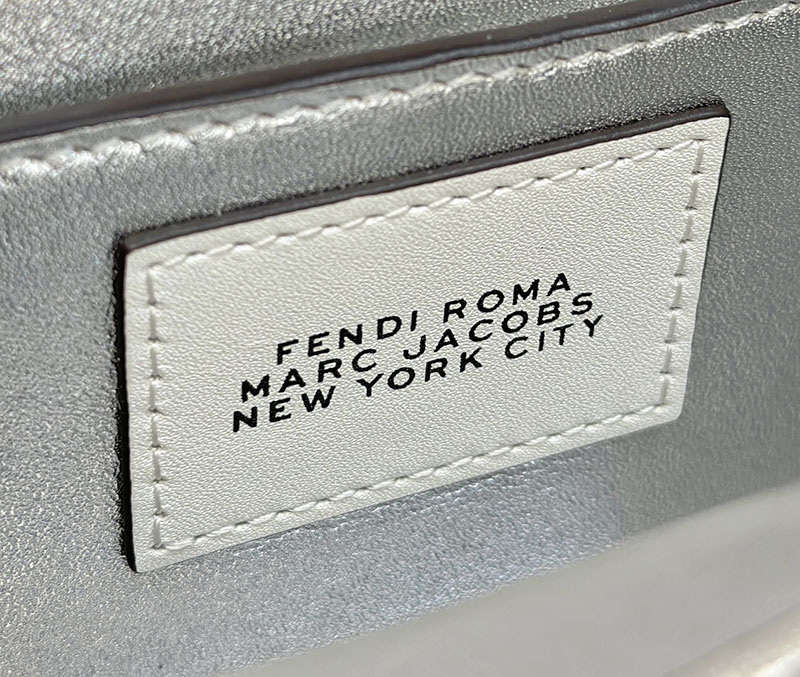 FENDI ROMA
MARC JACOBS
NEW YORK CITY